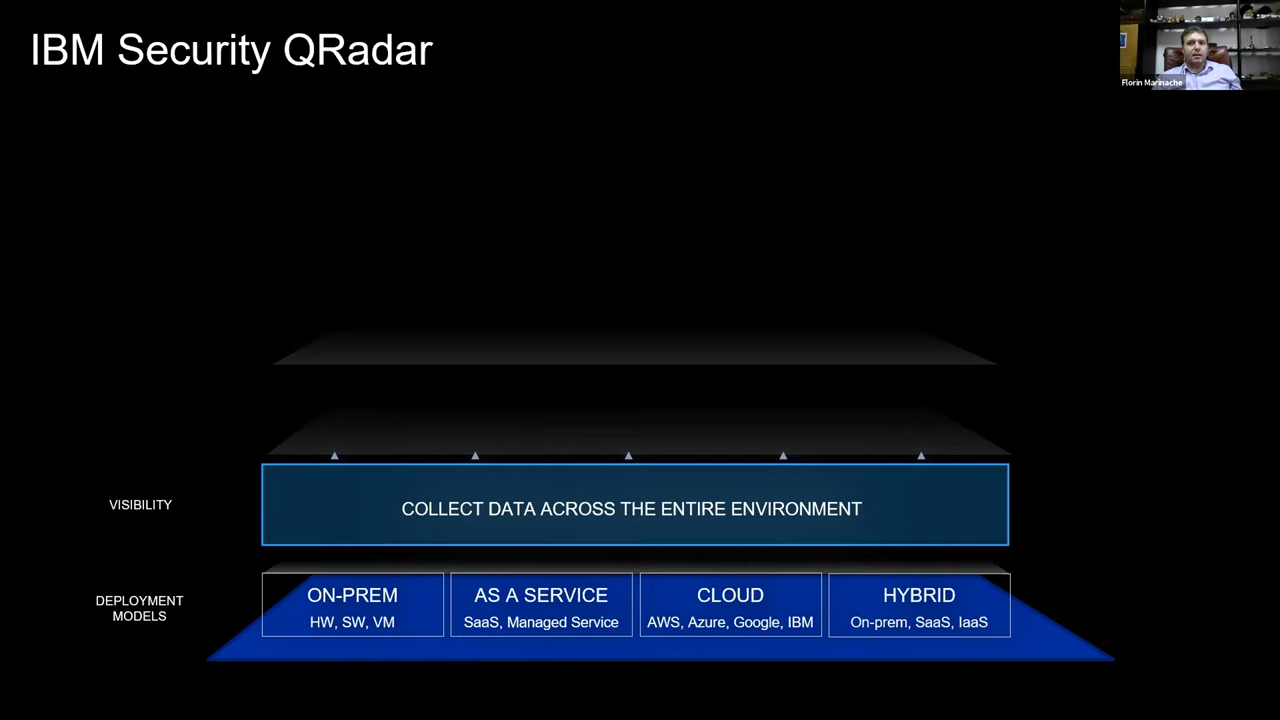 IBM Security QRadar
Florin Marinache
VISIBILITY
COLLECT DATA ACROSS THE ENTIRE ENVIRONMENT
DEPLOYMENT
MODELS
ON-PREM
HW, SW, VM
AS A SERVICE
SaaS, Managed Service
CLOUD
AWS, Azure, Google, IBM
HYBRID
On-prem, SaaS, IaaS